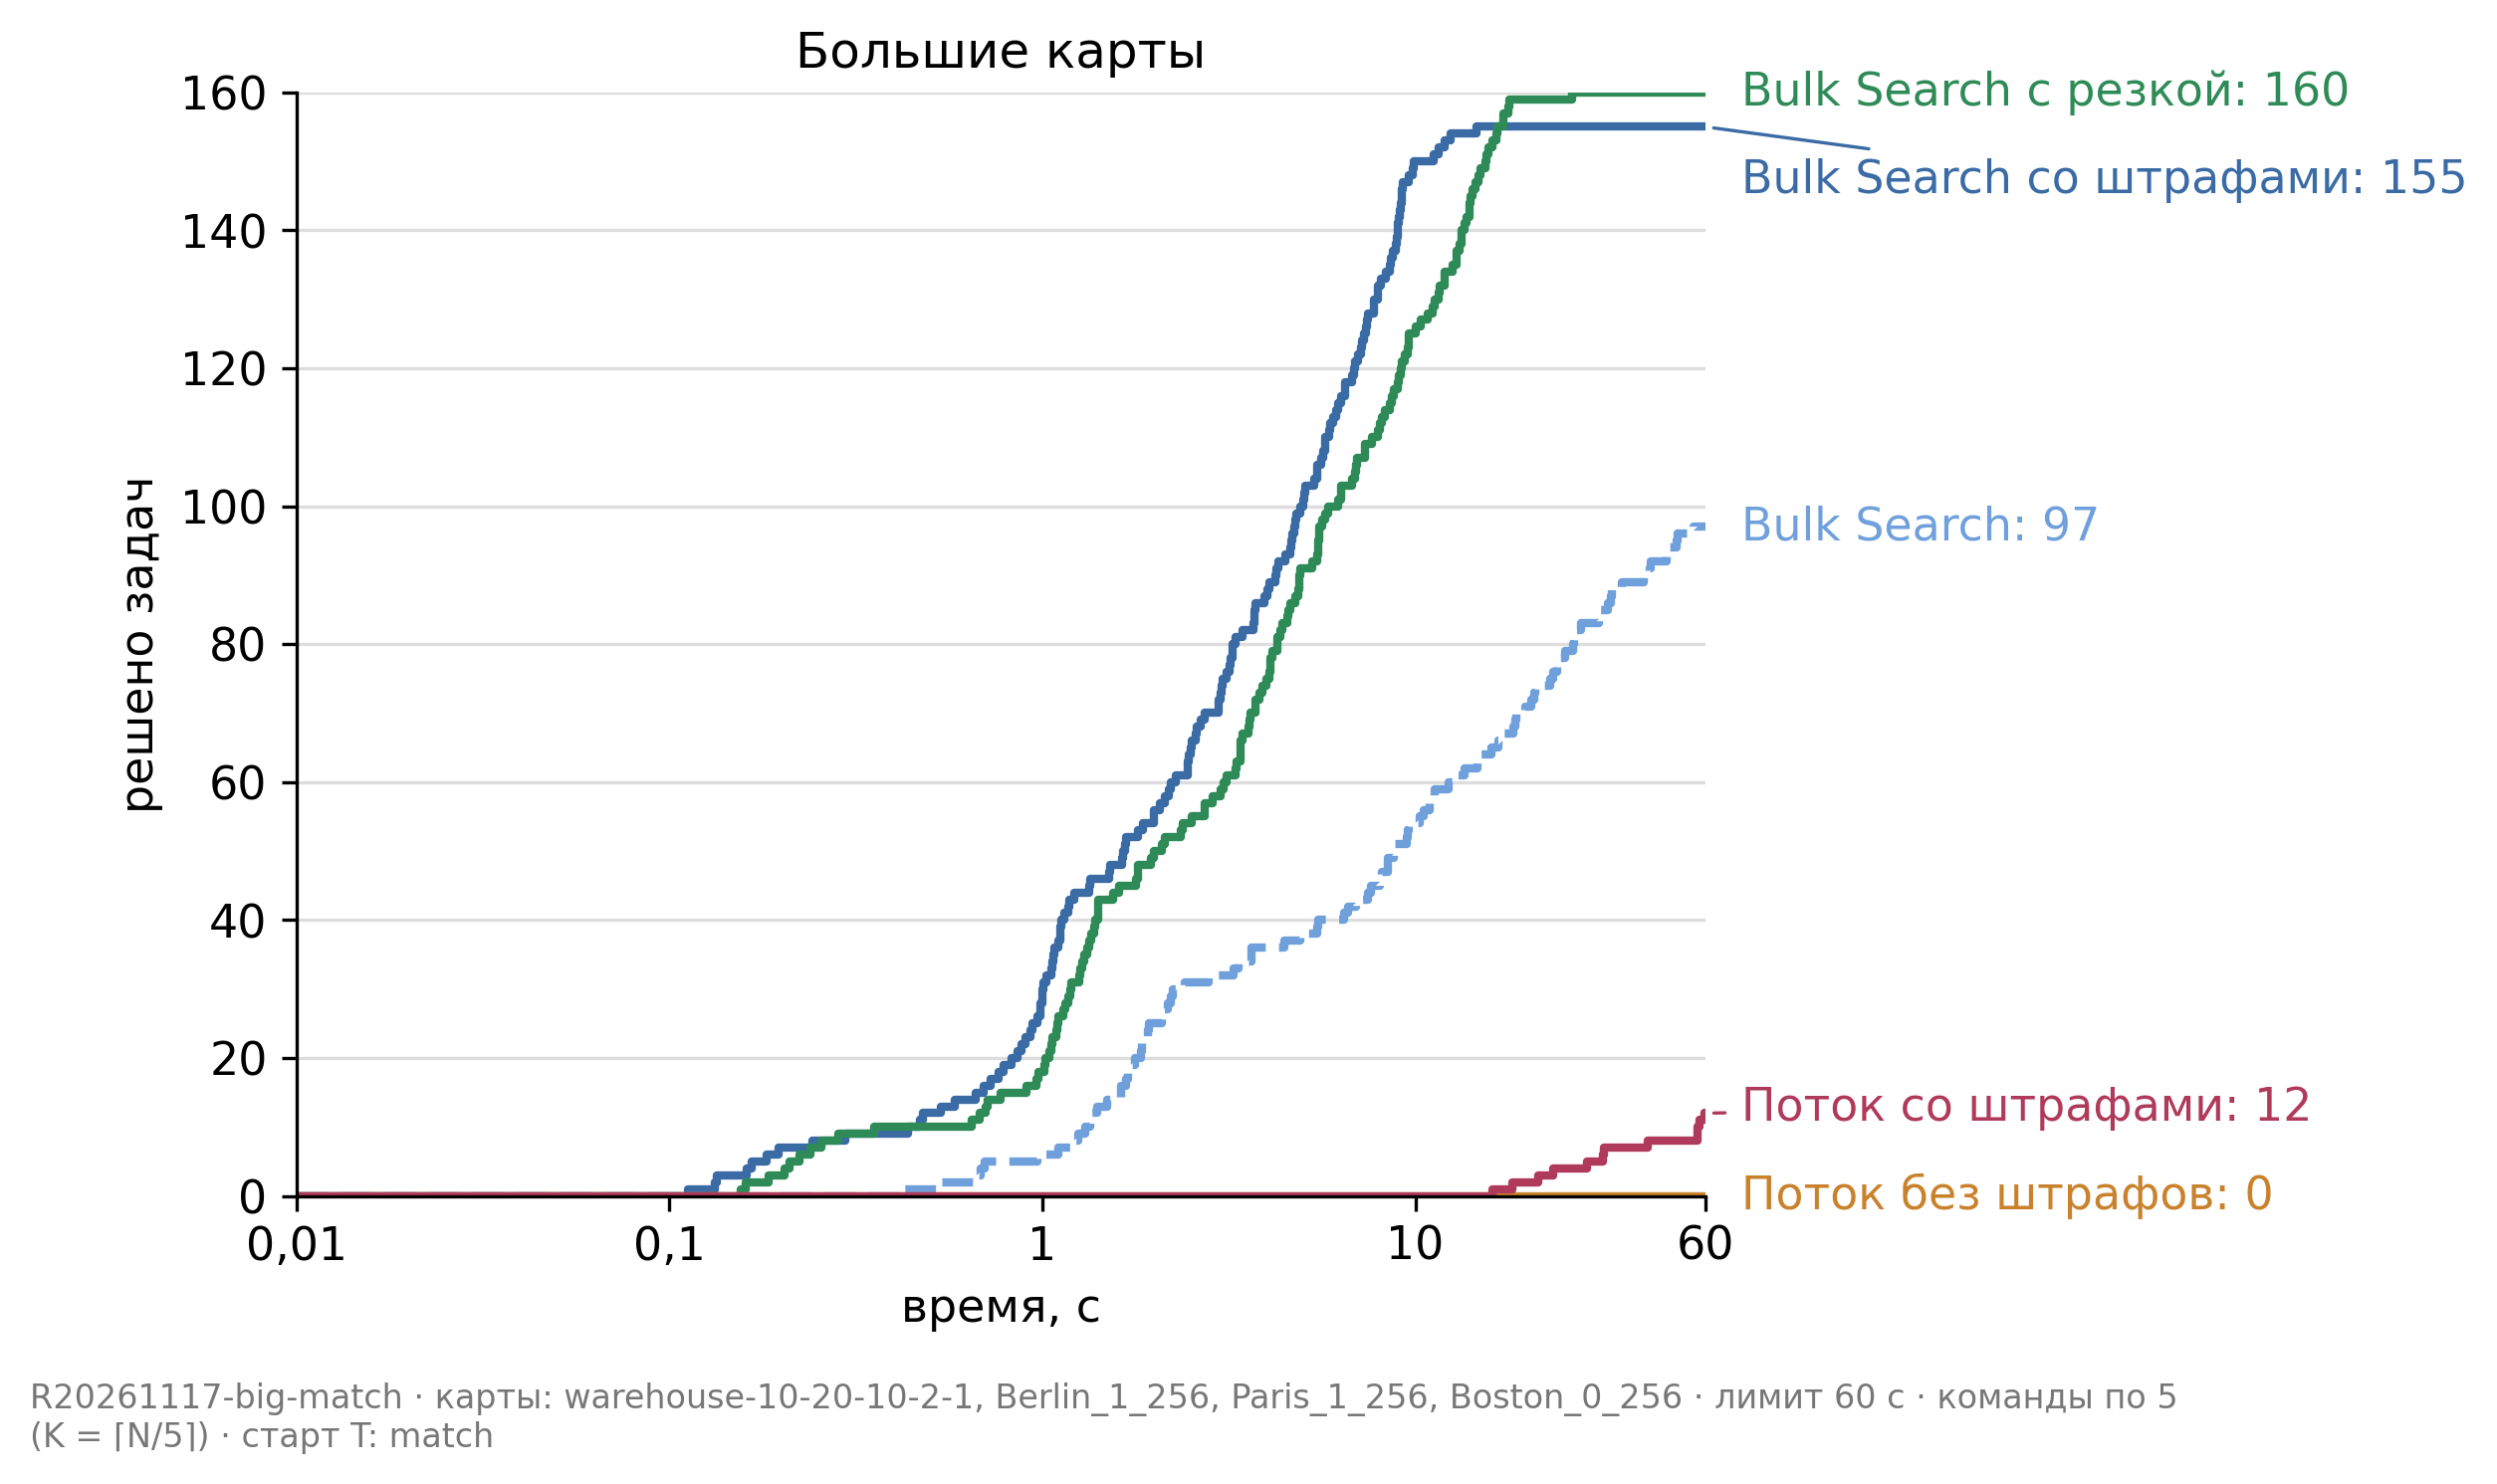 Большие карты
160
140
120
100
80
60
40
20
0
решено задач
0,01
0,1
1
10
60
время, с
Bulk Search с резкой: 160
Bulk Search со штрафами: 155
Bulk Search: 97
Поток со штрафами: 12
Поток без штрафов: 0
R20261117-big-match · карты: warehouse-10-20-10-2-1, Berlin_1_256, Paris_1_256, Boston_0_256 · лимит 60 с · команды по 5
(K = ⌈N/5⌉) · старт T: match